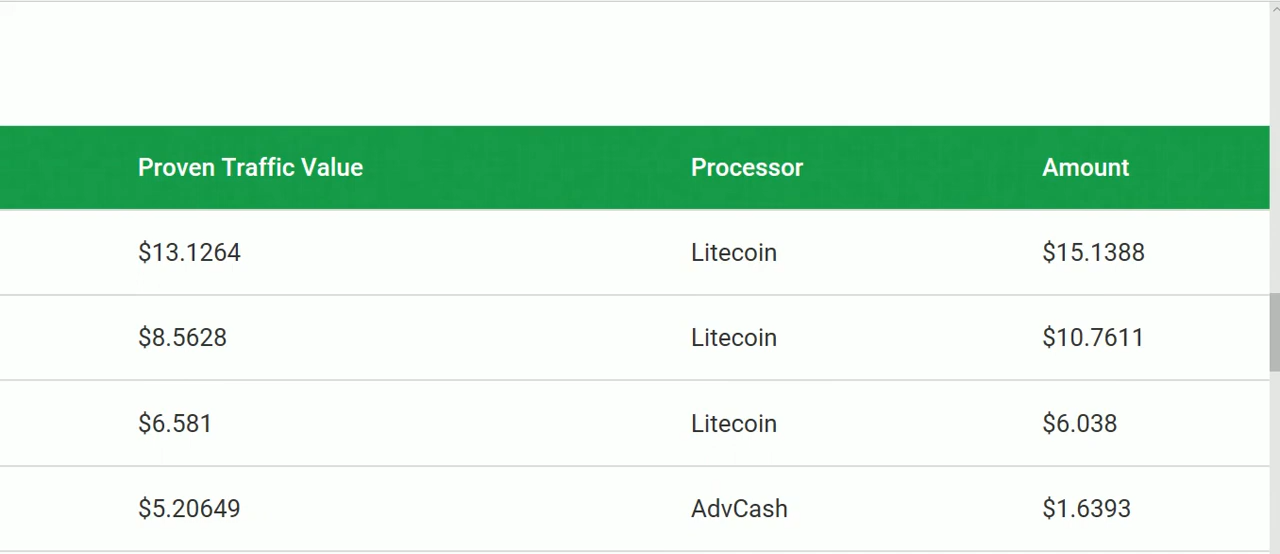 Proven Traffic Value Processor Amount
$13.1264 Litecoin $15.1388
$8.5628 Litecoin $10.7611
$6.581 Litecoin $6.038
$5.20649 AdvCash $1.6393